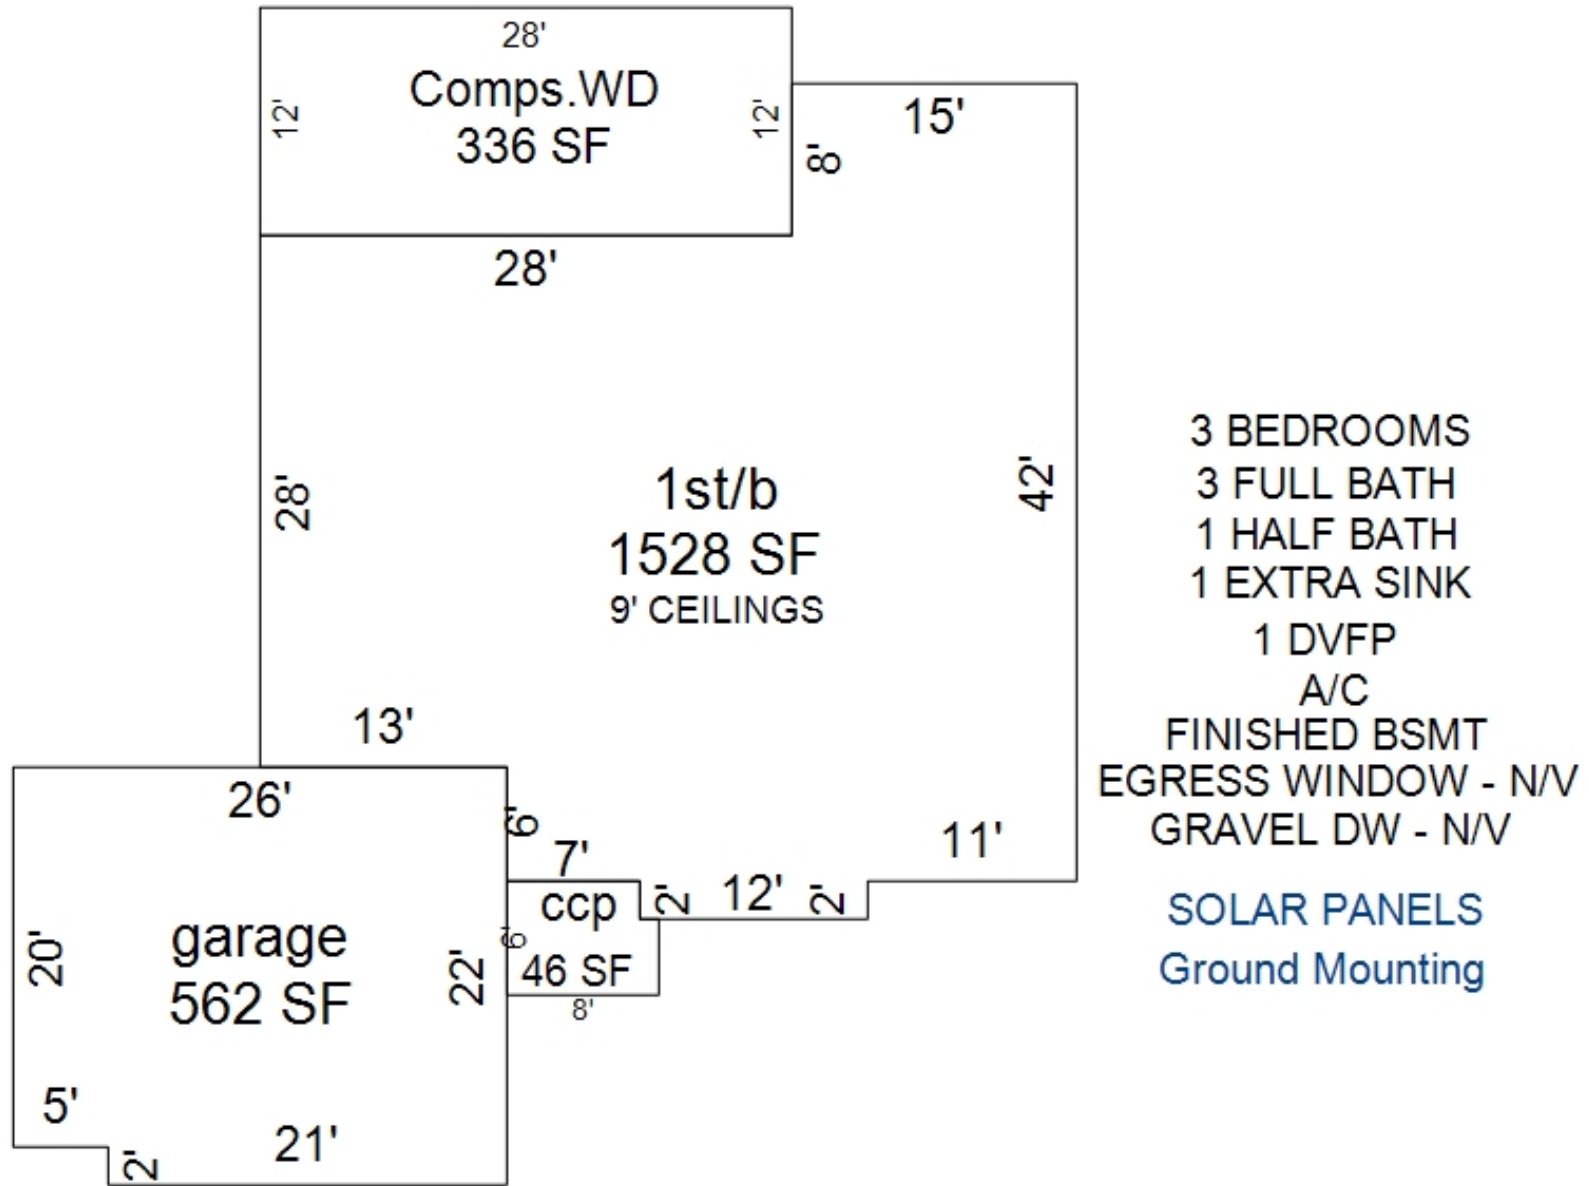 28'
Comps.WD
336 SF
12'
12'
15'
8'
28'
28'
1st/b
1528 SF
9' CEILINGS
42'
13'
26'
6'
7'
11'
ccp
2'
12'
2'
6'
46 SF
8'
garage
562 SF
20'
22'
5'
2'
21'
3 BEDROOMS
3 FULL BATH
1 HALF BATH
1 EXTRA SINK
1 DVFP
A/C
FINISHED BSMT
EGRESS WINDOW - N/V
GRAVEL DW - N/V
SOLAR PANELS
Ground Mounting